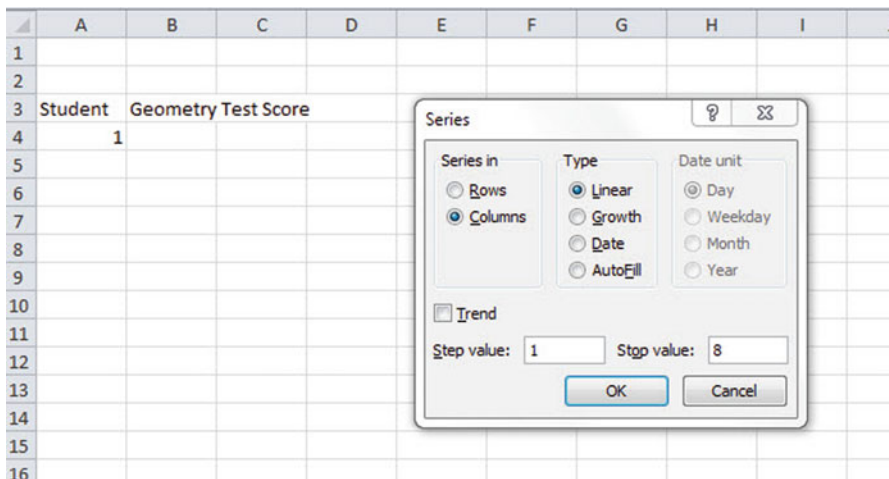 A B C D E F G H I
1
2
3 Student Geometry Test Score
4 1
5
6
7
8
9
10
11
12
13
14
15
16
Series
?
Series in Type Date unit
Rows Linear Day
Columns Growth Weekday
Date Month
AutoFill Year
Trend
Step value: 1 Stop value: 8
OK Cancel